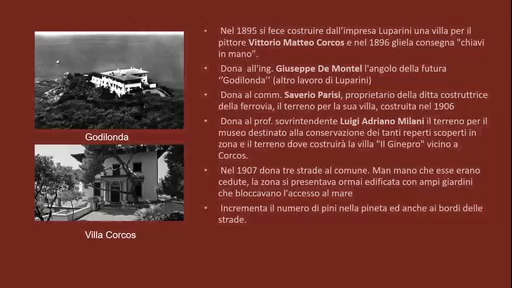 Nel 1895 si fece costruire dall'impresa Luparini una villa per il
pittore Vittorio Matteo Corcos e nel 1896 gliela consegna "chiavi
in mano".
Dona all'ing. Giuseppe De Montel l'angolo della futura
"Godilonda" (altro lavoro di Luparini)
Dona al comm. Saverio Parisi, proprietario della ditta costruttrice
della ferrovia, il terreno per la sua villa, costruita nel 1906
Dona al prof. sovrintendente Luigi Adriano Milani il terreno per il
museo destinato alla conservazione dei tanti reperti scoperti in
zona e il terreno dove costruirà la villa "Il Ginepro" vicino a
Corcos.
Nel 1907 dona tre strade al comune. Man mano che esse erano
cedute, la zona si presentava ormai edificata con ampi giardini
che bloccavano l'accesso al mare
Incrementa il numero di pini nella pineta ed anche ai bordi delle
strade.
Godilonda
Villa Corcos